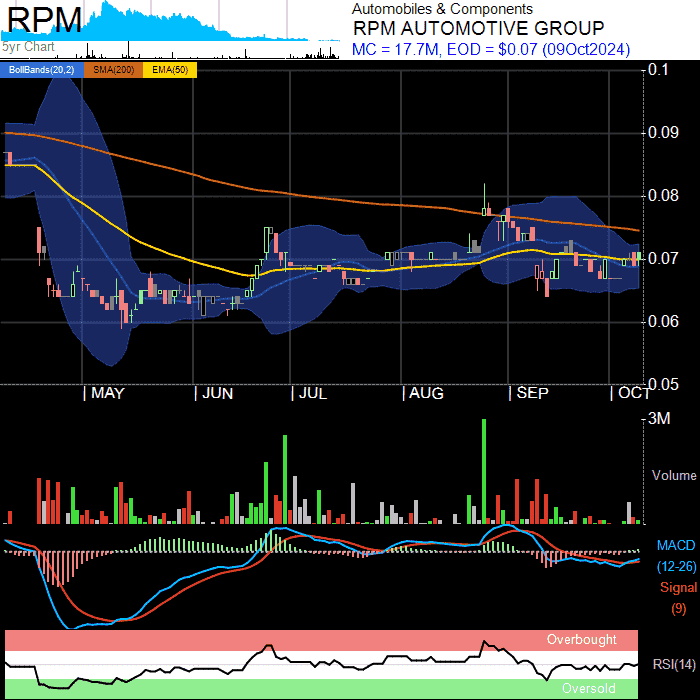 RPM
5yr Chart
Automobiles & Components
RPM AUTOMOTIVE GROUP
MC = 17.7M, EOD = $0.07 (09Oct2024)
BollBands(20,2) SMA(200) EMA(50)
0.1
0.09
0.08
0.07
0.06
0.05
MAY JUN JUL AUG SEP OCT
3M
Volume
MACD
(12-26)
Signal
(9)
Overbought
RSI(14)
Oversold